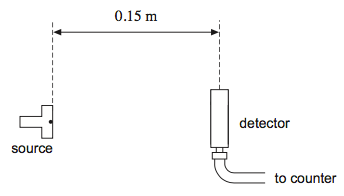 0.15 m
detector
source
to counter